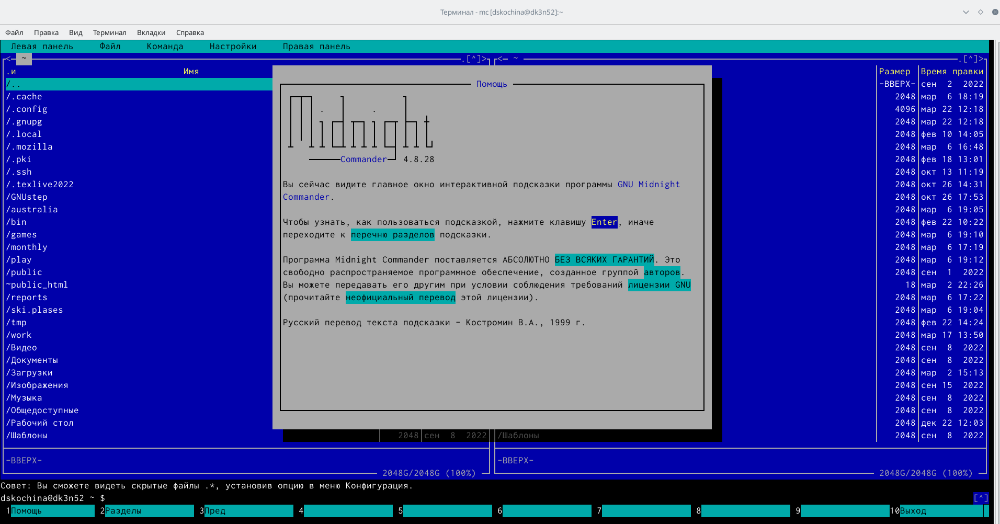 Терминал - mc [dskochina@dk3n52]:~
Файл Правка Вид Терминал Вкладки Справка
Левая панель Файл Команда Настройки Правая панель
<- ~ .[^]> <- ~ .[^]>
.и Имя Размер Время правки
/.. -ВВЕРХ- сен 2 2022
/.cache 2048 мар 6 18:19
/.config 4096 мар 22 12:18
/.gnupg 2048 мар 22 12:18
/.local 2048 фев 10 14:05
/.mozilla 2048 мар 6 16:48
/.pki 2048 фев 18 13:01
/.ssh 2048 окт 13 11:19
/.texlive2022 2048 окт 26 14:31
/GNUstep 2048 окт 26 17:53
/australia 2048 мар 6 19:05
/bin 2048 фев 22 10:22
/games 2048 мар 6 19:10
/monthly 2048 мар 6 17:19
/play 2048 мар 6 19:12
/public 2048 сен 1 2022
~public_html 18 мар 2 22:26
/reports 2048 мар 6 17:22
/ski.plases 2048 мар 6 19:04
/tmp 2048 фев 22 14:24
/work 2048 мар 17 13:50
/Видео 2048 сен 8 2022
/Документы 2048 сен 8 2022
/Загрузки 2048 мар 2 15:13
/Изображения 2048 сен 15 2022
/Музыка 2048 сен 8 2022
/Общедоступные 2048 сен 8 2022
/Рабочий стол 2048 дек 22 12:03
/Шаблоны 2048 сен 8 2022 /Шаблоны 2048 сен 8 2022
Помощь
Midnight
Commander 4.8.28
Вы сейчас видите главное окно интерактивной подсказки программы GNU Midnight
Commander.
Чтобы узнать, как пользоваться подсказкой, нажмите клавишу Enter, иначе
переходите к перечню разделов подсказки.
Программа Midnight Commander поставляется АБСОЛЮТНО БЕЗ ВСЯКИХ ГАРАНТИЙ. Это
свободно распространяемое программное обеспечение, созданное группой авторов.
Вы можете передавать его другим при условии соблюдения требований лицензии GNU
(прочитайте неофициальный перевод этой лицензии).
Русский перевод текста подсказки - Костромин В.А., 1999 г.
-ВВЕРХ- -ВВЕРХ-
2048G/2048G (100%) 2048G/2048G (100%)
Совет: Вы сможете видеть скрытые файлы .*, установив опцию в меню Конфигурация.
dskochina@dk3n52 ~ $ [^]
1Помощь 2Разделы 3Пред 4 5 6 7 8 9 10Выход